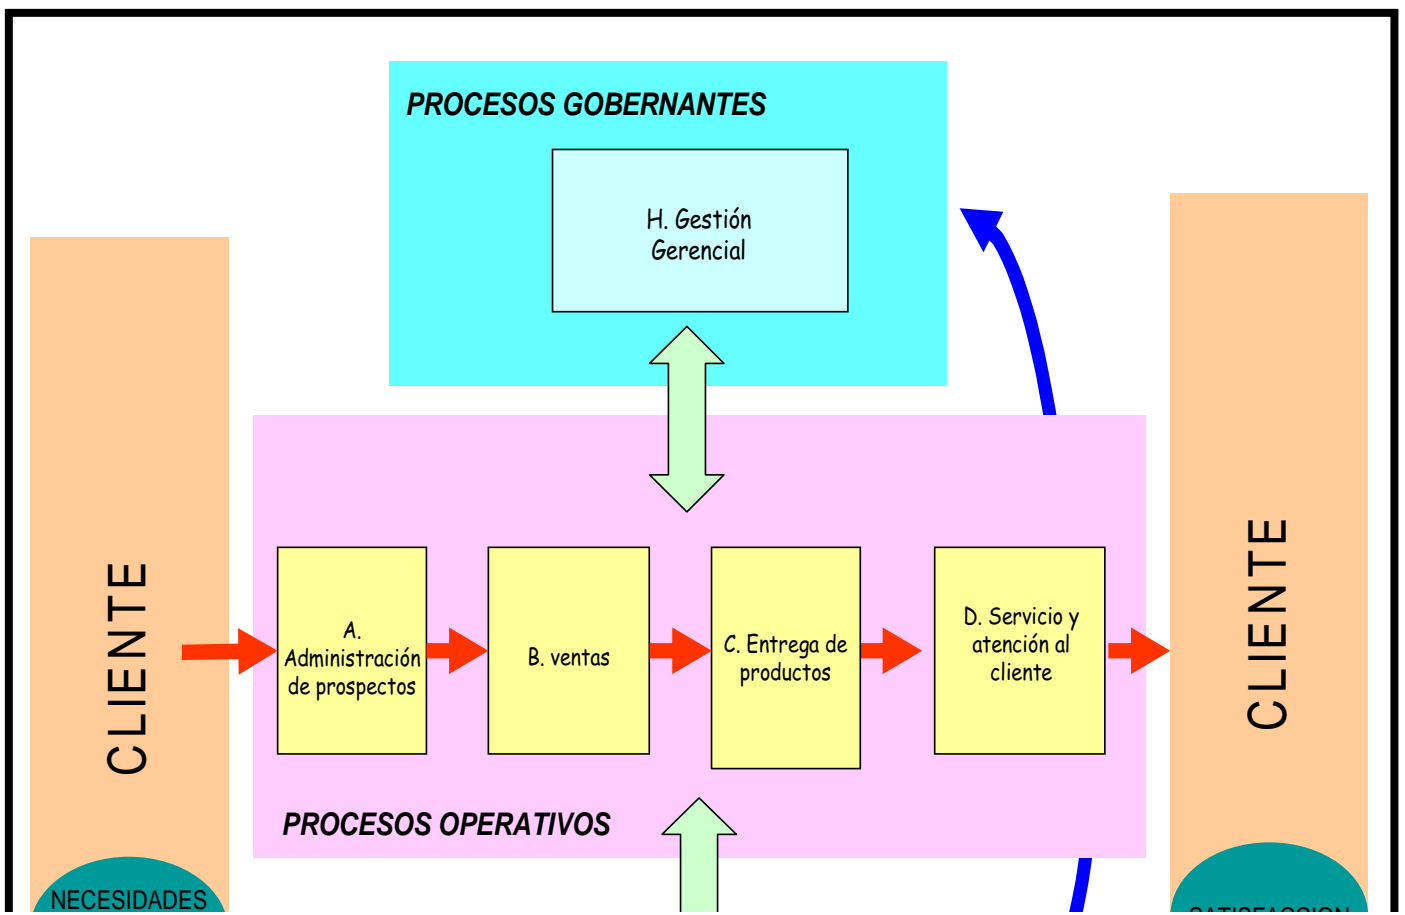 PROCESOS GOBERNANTES
H. Gestión
Gerencial
CLIENTE
A.
Administración
de prospectos
B. ventas
C. Entrega de
productos
D. Servicio y
atención al
cliente
CLIENTE
PROCESOS OPERATIVOS
NECESIDADES
SATISFACCION